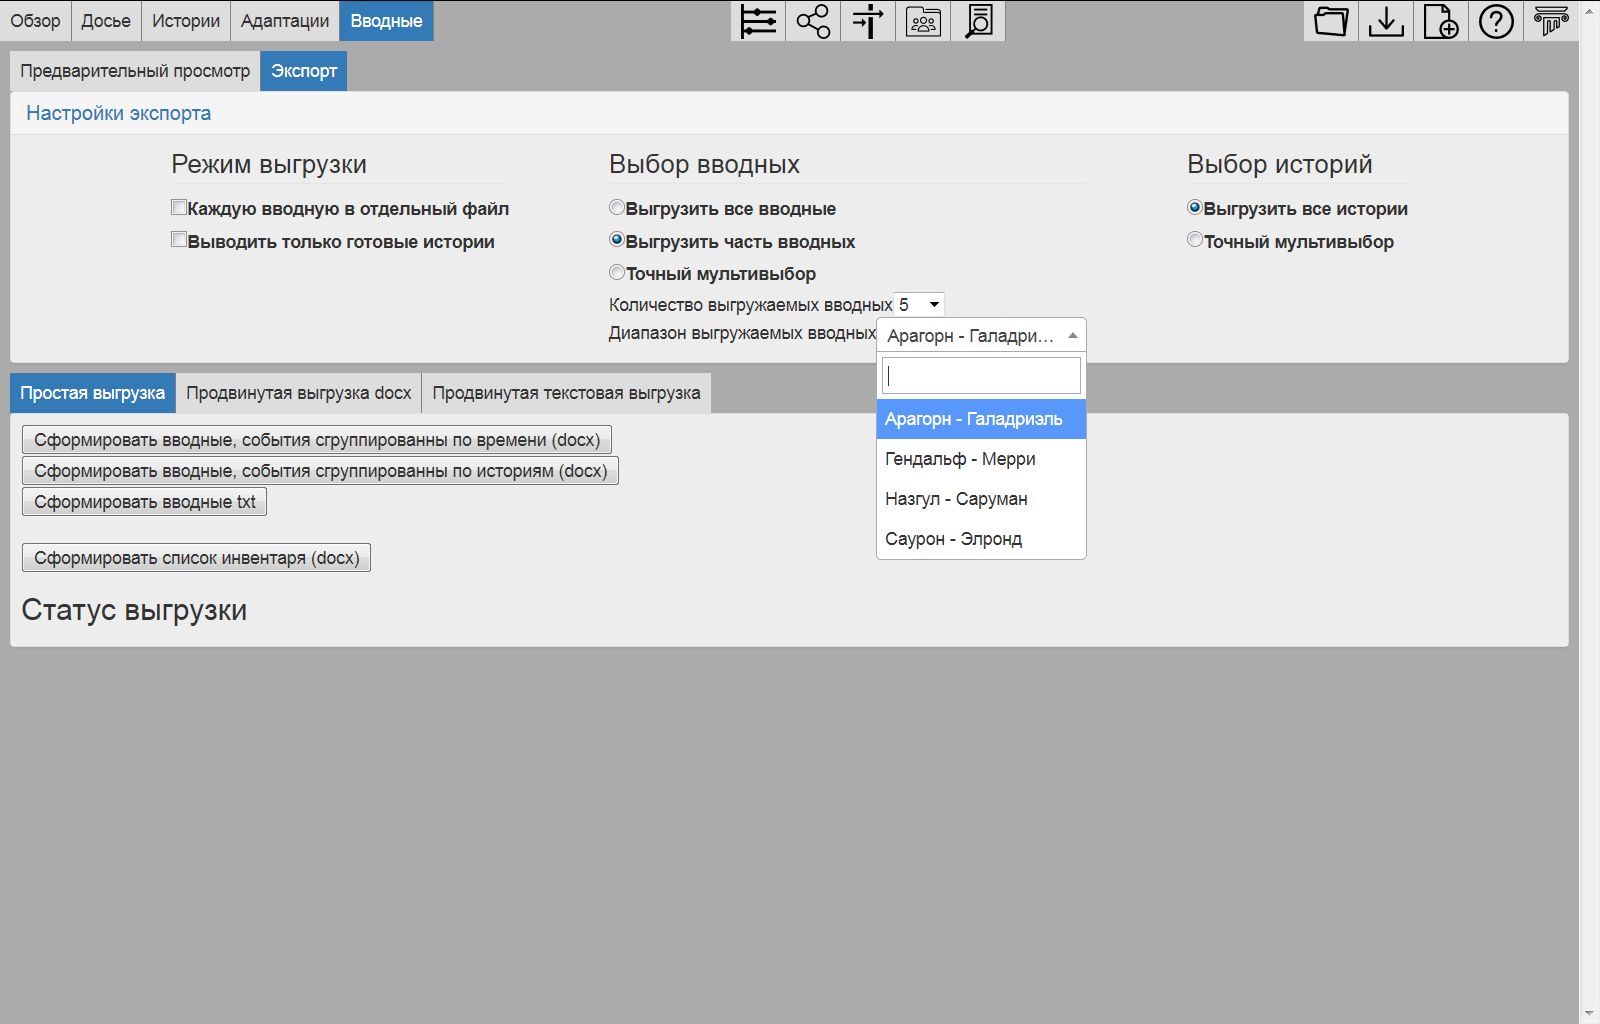 Обзор Досье Истории Адаптации Вводные
Предварительный просмотр Экспорт
Настройки экспорта
Режим выгрузки
Каждую вводную в отдельный файл
Выводить только готовые истории
Выбор вводных
Выгрузить все вводные
Выгрузить часть вводных
Точный мультивыбор
Количество выгружаемых вводных 5
Диапазон выгружаемых вводных Арагорн - Галадри…
Арагорн - Галадриэль
Гендальф - Мерри
Назгул - Саруман
Саурон - Элронд
Выбор историй
Выгрузить все истории
Точный мультивыбор
Простая выгрузка Продвинутая выгрузка docx Продвинутая текстовая выгрузка
Сформировать вводные, события сгруппированны по времени (docx)
Сформировать вводные, события сгруппированны по историям (docx)
Сформировать вводные txt
Сформировать список инвентаря (docx)
Статус выгрузки